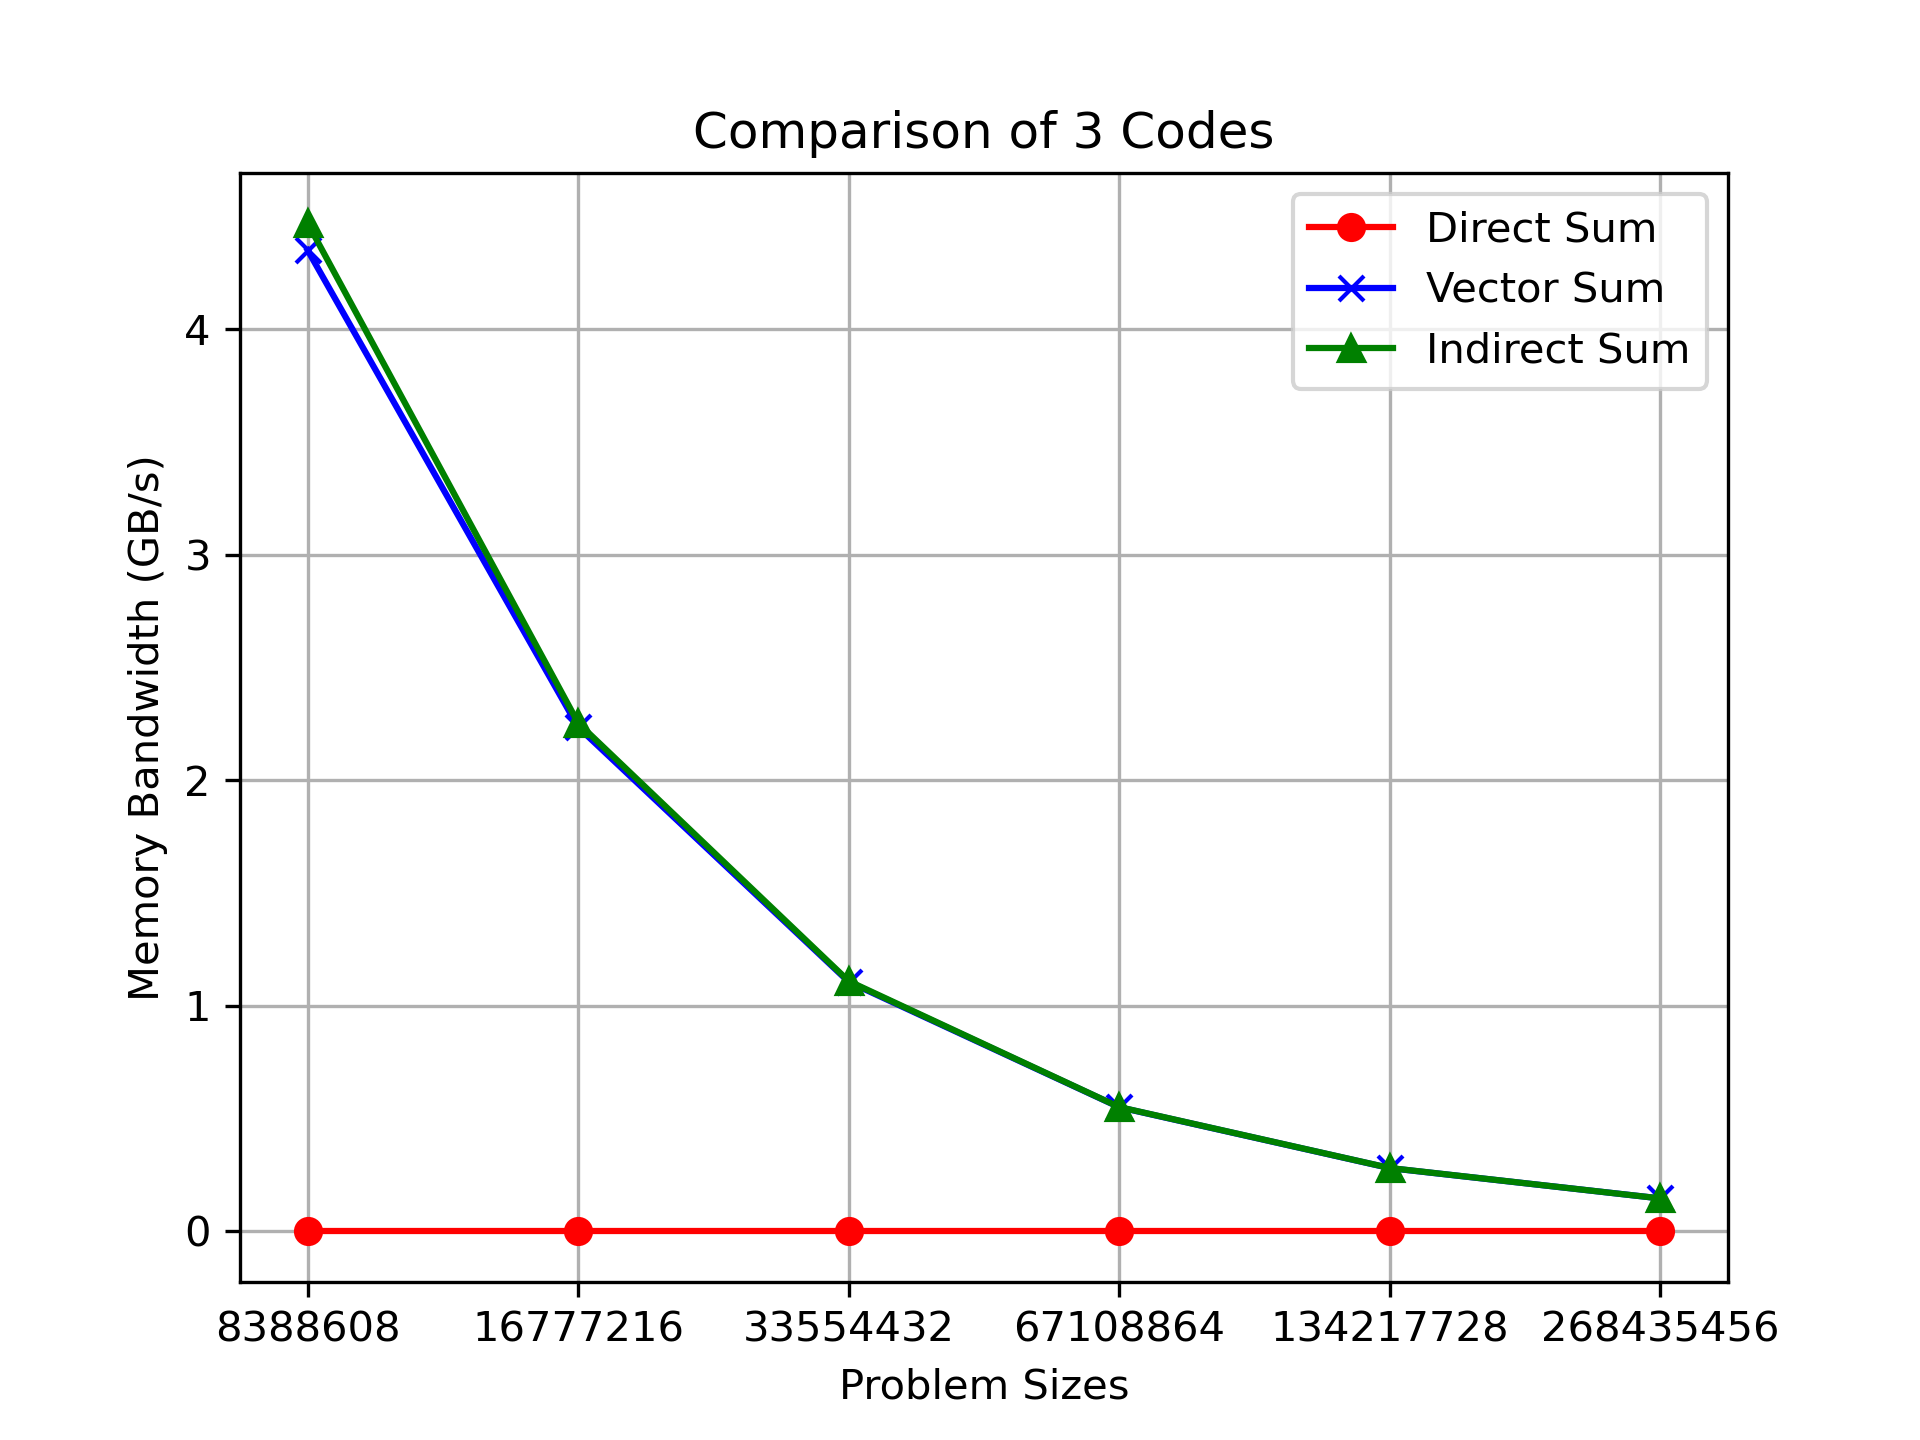 Comparison of 3 Codes
Direct Sum
Vector Sum
Indirect Sum
Memory Bandwidth (GB/s)
4
3
2
1
0
8388608 16777216 33554432 67108864 134217728 268435456
Problem Sizes